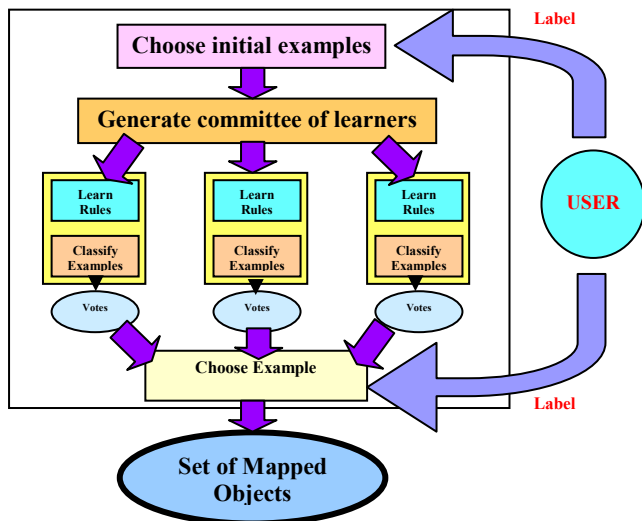 Label
Choose initial examples
Generate committee of learners
USER
Learn
Rules
Learn
Rules
Learn
Rules
Classify
Examples
Classify
Examples
Classify
Examples
Votes
Votes
Votes
Choose Example
Label
Set of Mapped
Objects